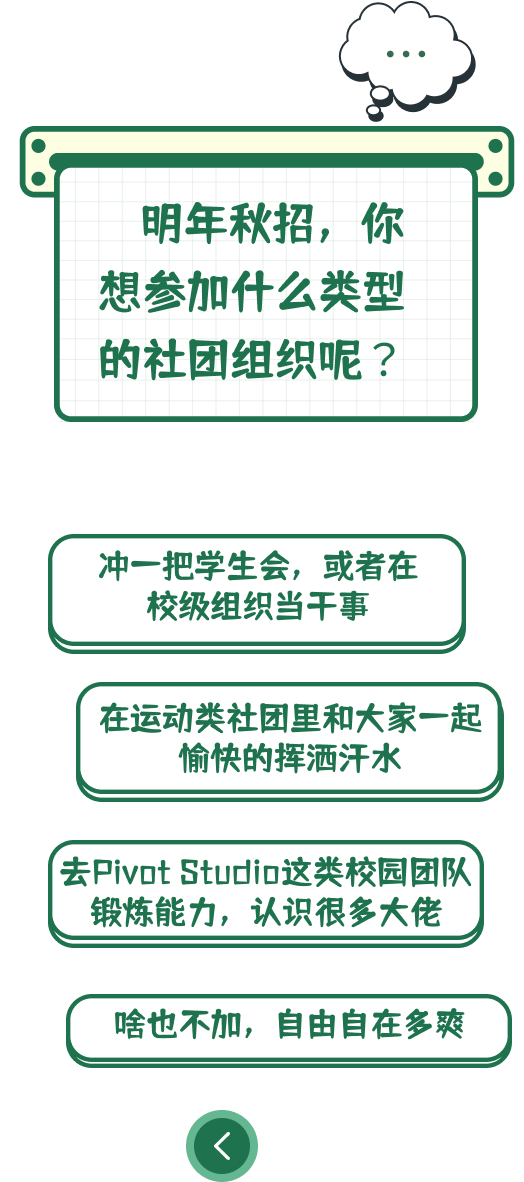 明年秋招，你
想参加什么类型
的社团组织呢？
冲一把学生会，或者在
校级组织当干事
在运动类社团里和大家一起
愉快的挥洒汗水
去Pivot Studio这类校园团队
锻炼能力，认识很多大佬
啥也不加，自由自在多爽